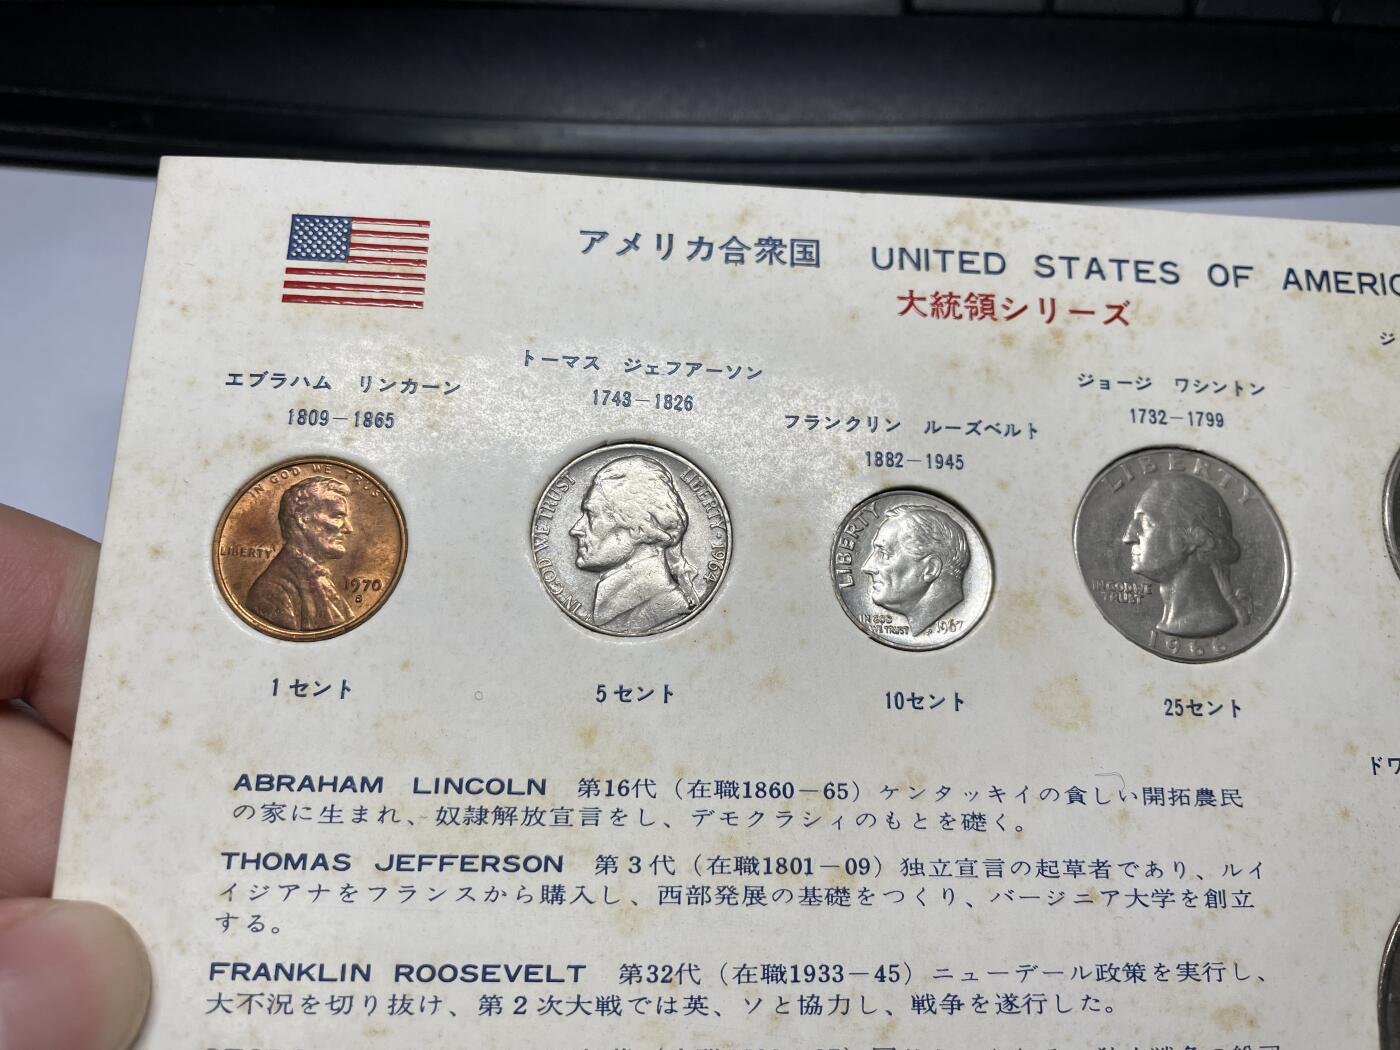 アメリカ合衆国 UNITED STATES OF AMERIC
大統領シリーズ
エブラハム リンカーン
1809－1865
トーマス ジェフアーソン
1743－1826
フランクリン ルーズベルト
1882－1945
ジョージ ワシントン
1732－1799
IN GOD WE TRUST
LIBERTY
1970
S
IN GOD WE TRUST
LIBERTY・1964
LIBERTY
IN GOD
WE TRUST
1967
LIBERTY
IN GOD WE
TRUST
1966
1セント
5セント
10セント
25セント
ABRAHAM LINCOLN 第16代（在職1860－65）ケンタッキイの貧しい開拓農民
の家に生まれ、奴隷解放宣言をし、デモクラシィのもとを礎く。
THOMAS JEFFERSON 第3代（在職1801－09）独立宣言の起草者であり、ルイ
イジアナをフランスから購入し、西部発展の基礎をつくり、バージニア大学を創立
する。
FRANKLIN ROOSEVELT 第32代（在職1933－45）ニューデール政策を実行し、
大不況を切り抜け、第2次大戦では英、ソと協力し、戦争を遂行した。